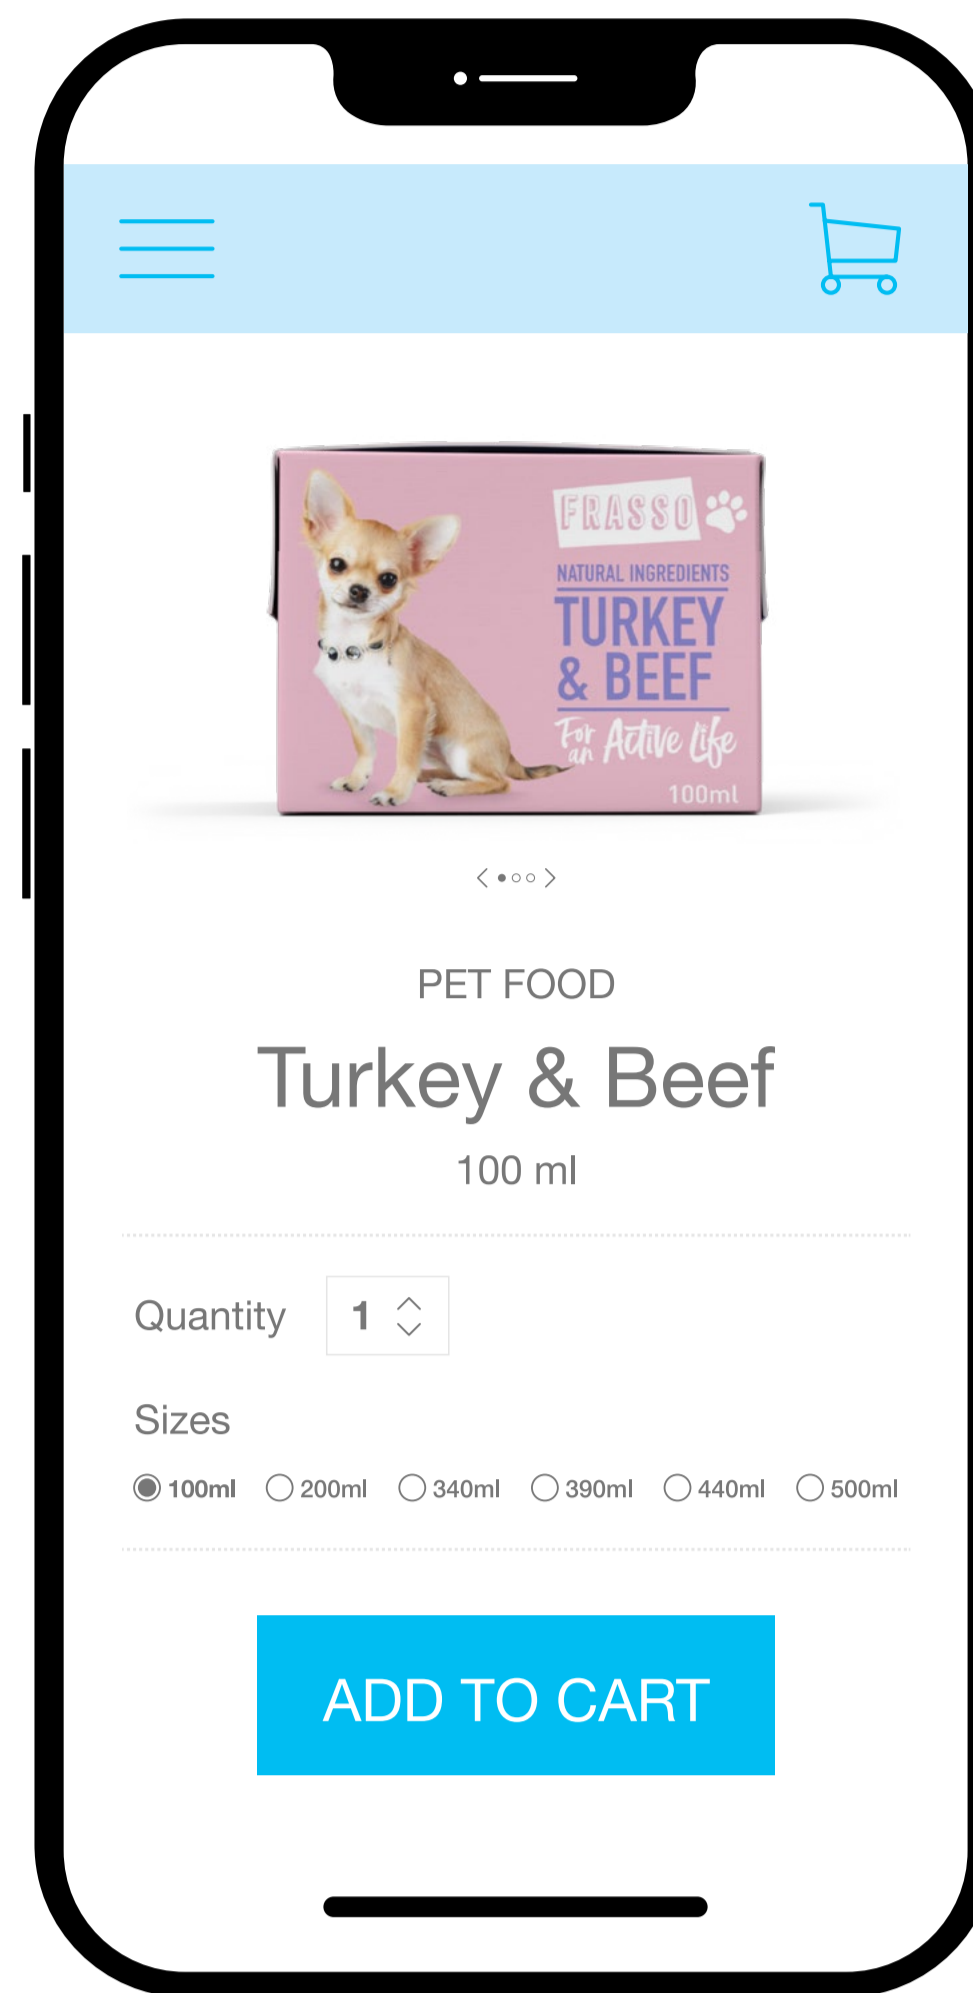 FRASSO
NATURAL INGREDIENTS
TURKEY
& BEEF
For an Active Life
100ml
PET FOOD
Turkey & Beef
100 ml
Quantity 1
Sizes
100ml 200ml 340ml 390ml 440ml 500ml
ADD TO CART